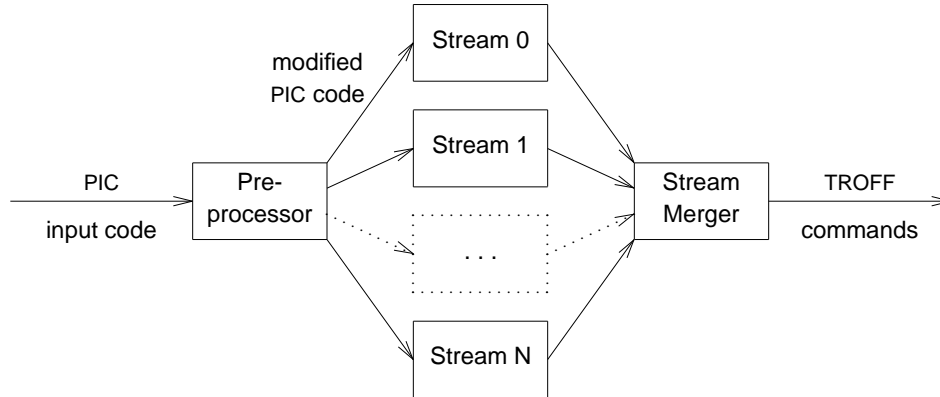 Stream 0
modified
PIC code
Stream 1
PIC
input code
Pre-
processor
Stream
Merger
TROFF
commands
. . .
Stream N